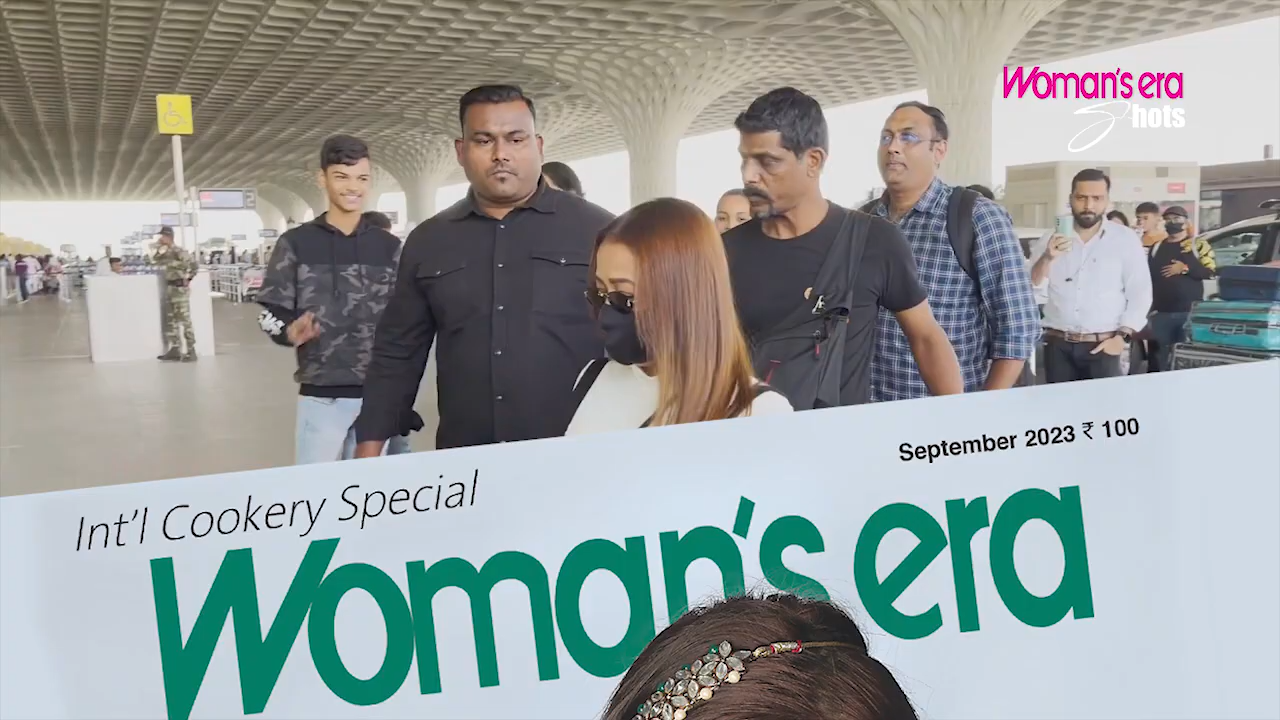 Woman's era
Shots
September 2023 ₹ 100
Int'l Cookery Special
Woman's era